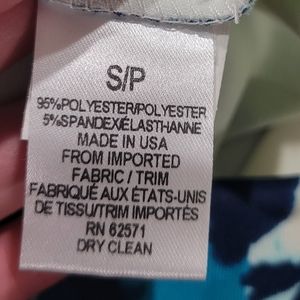 S/P
95%POLYESTER/POLYESTER
5%SPANDEX/ÉLASTHANNE
MADE IN USA
FROM IMPORTED
FABRIC / TRIM
FABRIQUÉ AUX ÉTATS-UNIS
DE TISSU/TRIM IMPORTÉS
RN 62571
DRY CLEAN